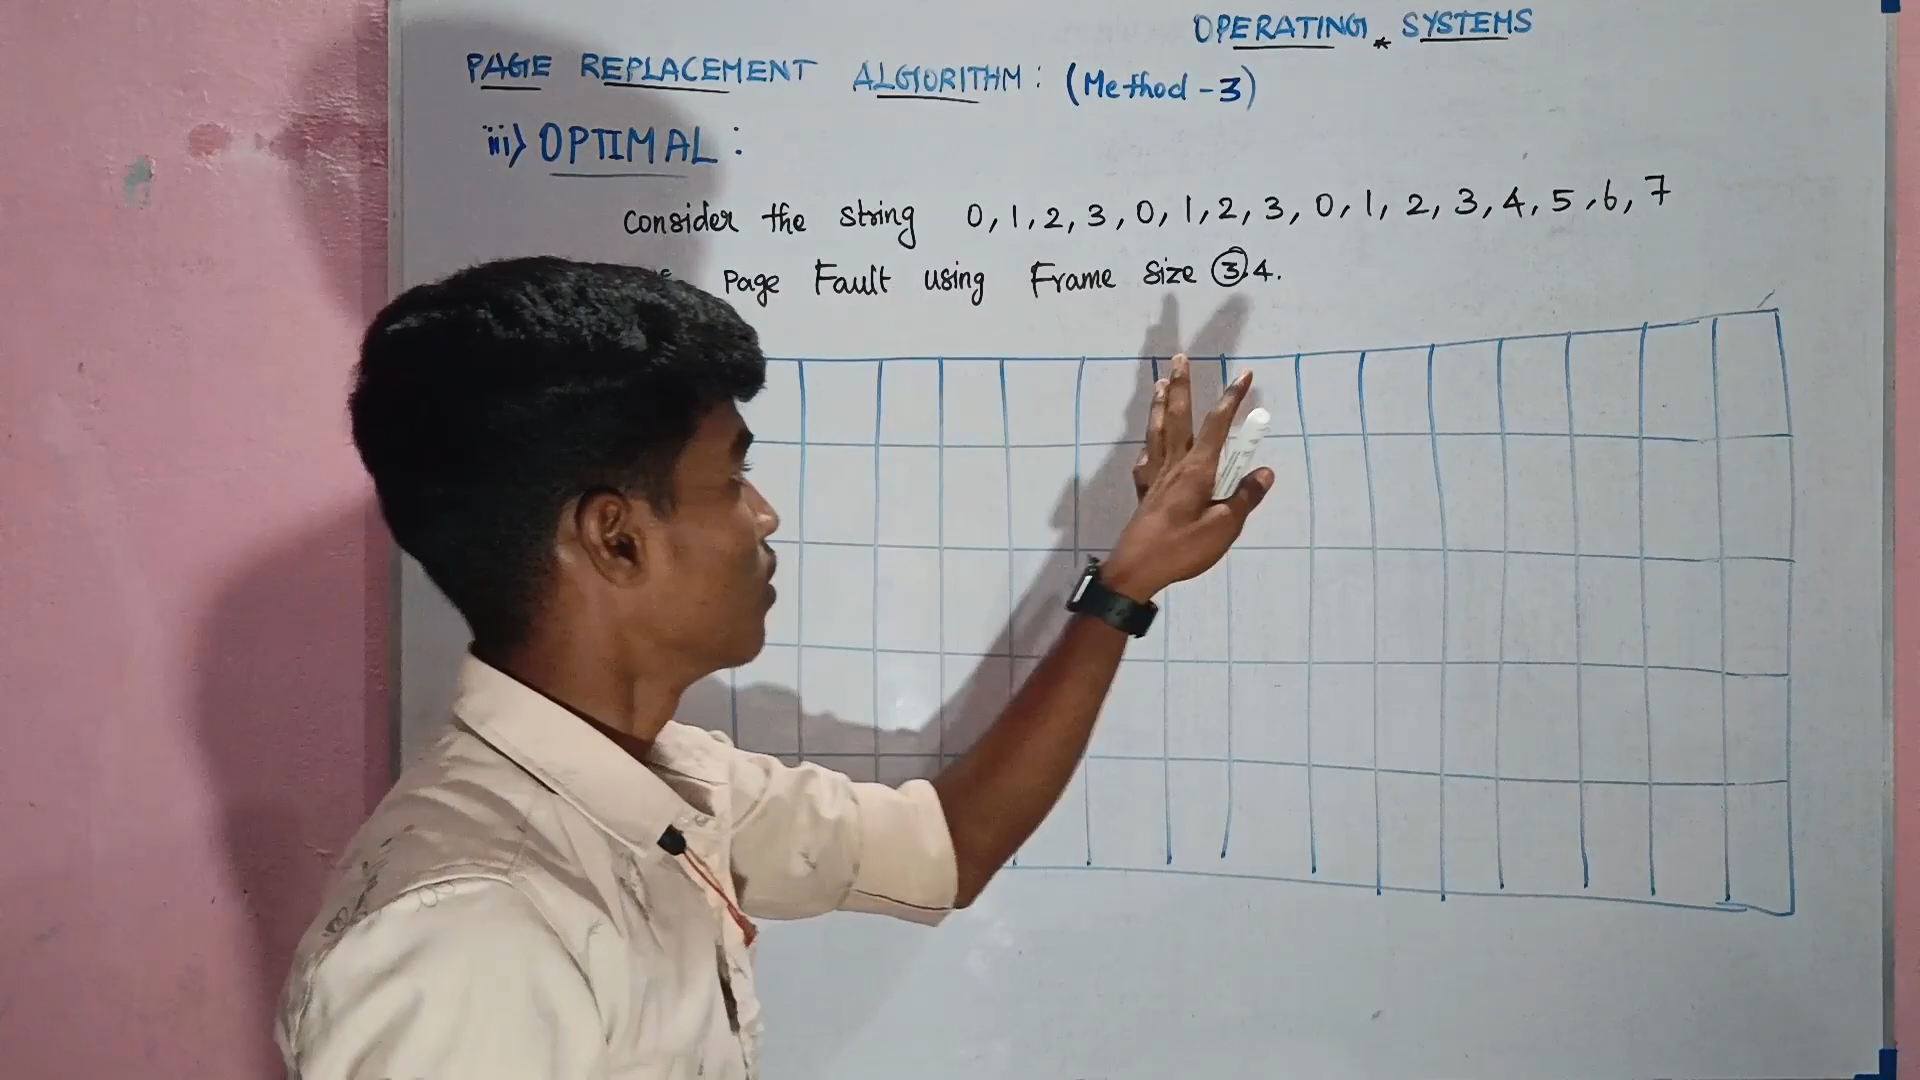 OPERATING SYSTEMS
PAGE REPLACEMENT ALGORITHM: (Method-3)
iii) OPTIMAL:
Consider the string 0,1,2,3,0,1,2,3,0,1,2,3,4,5,6,7
Page Fault using Frame size 3 4.